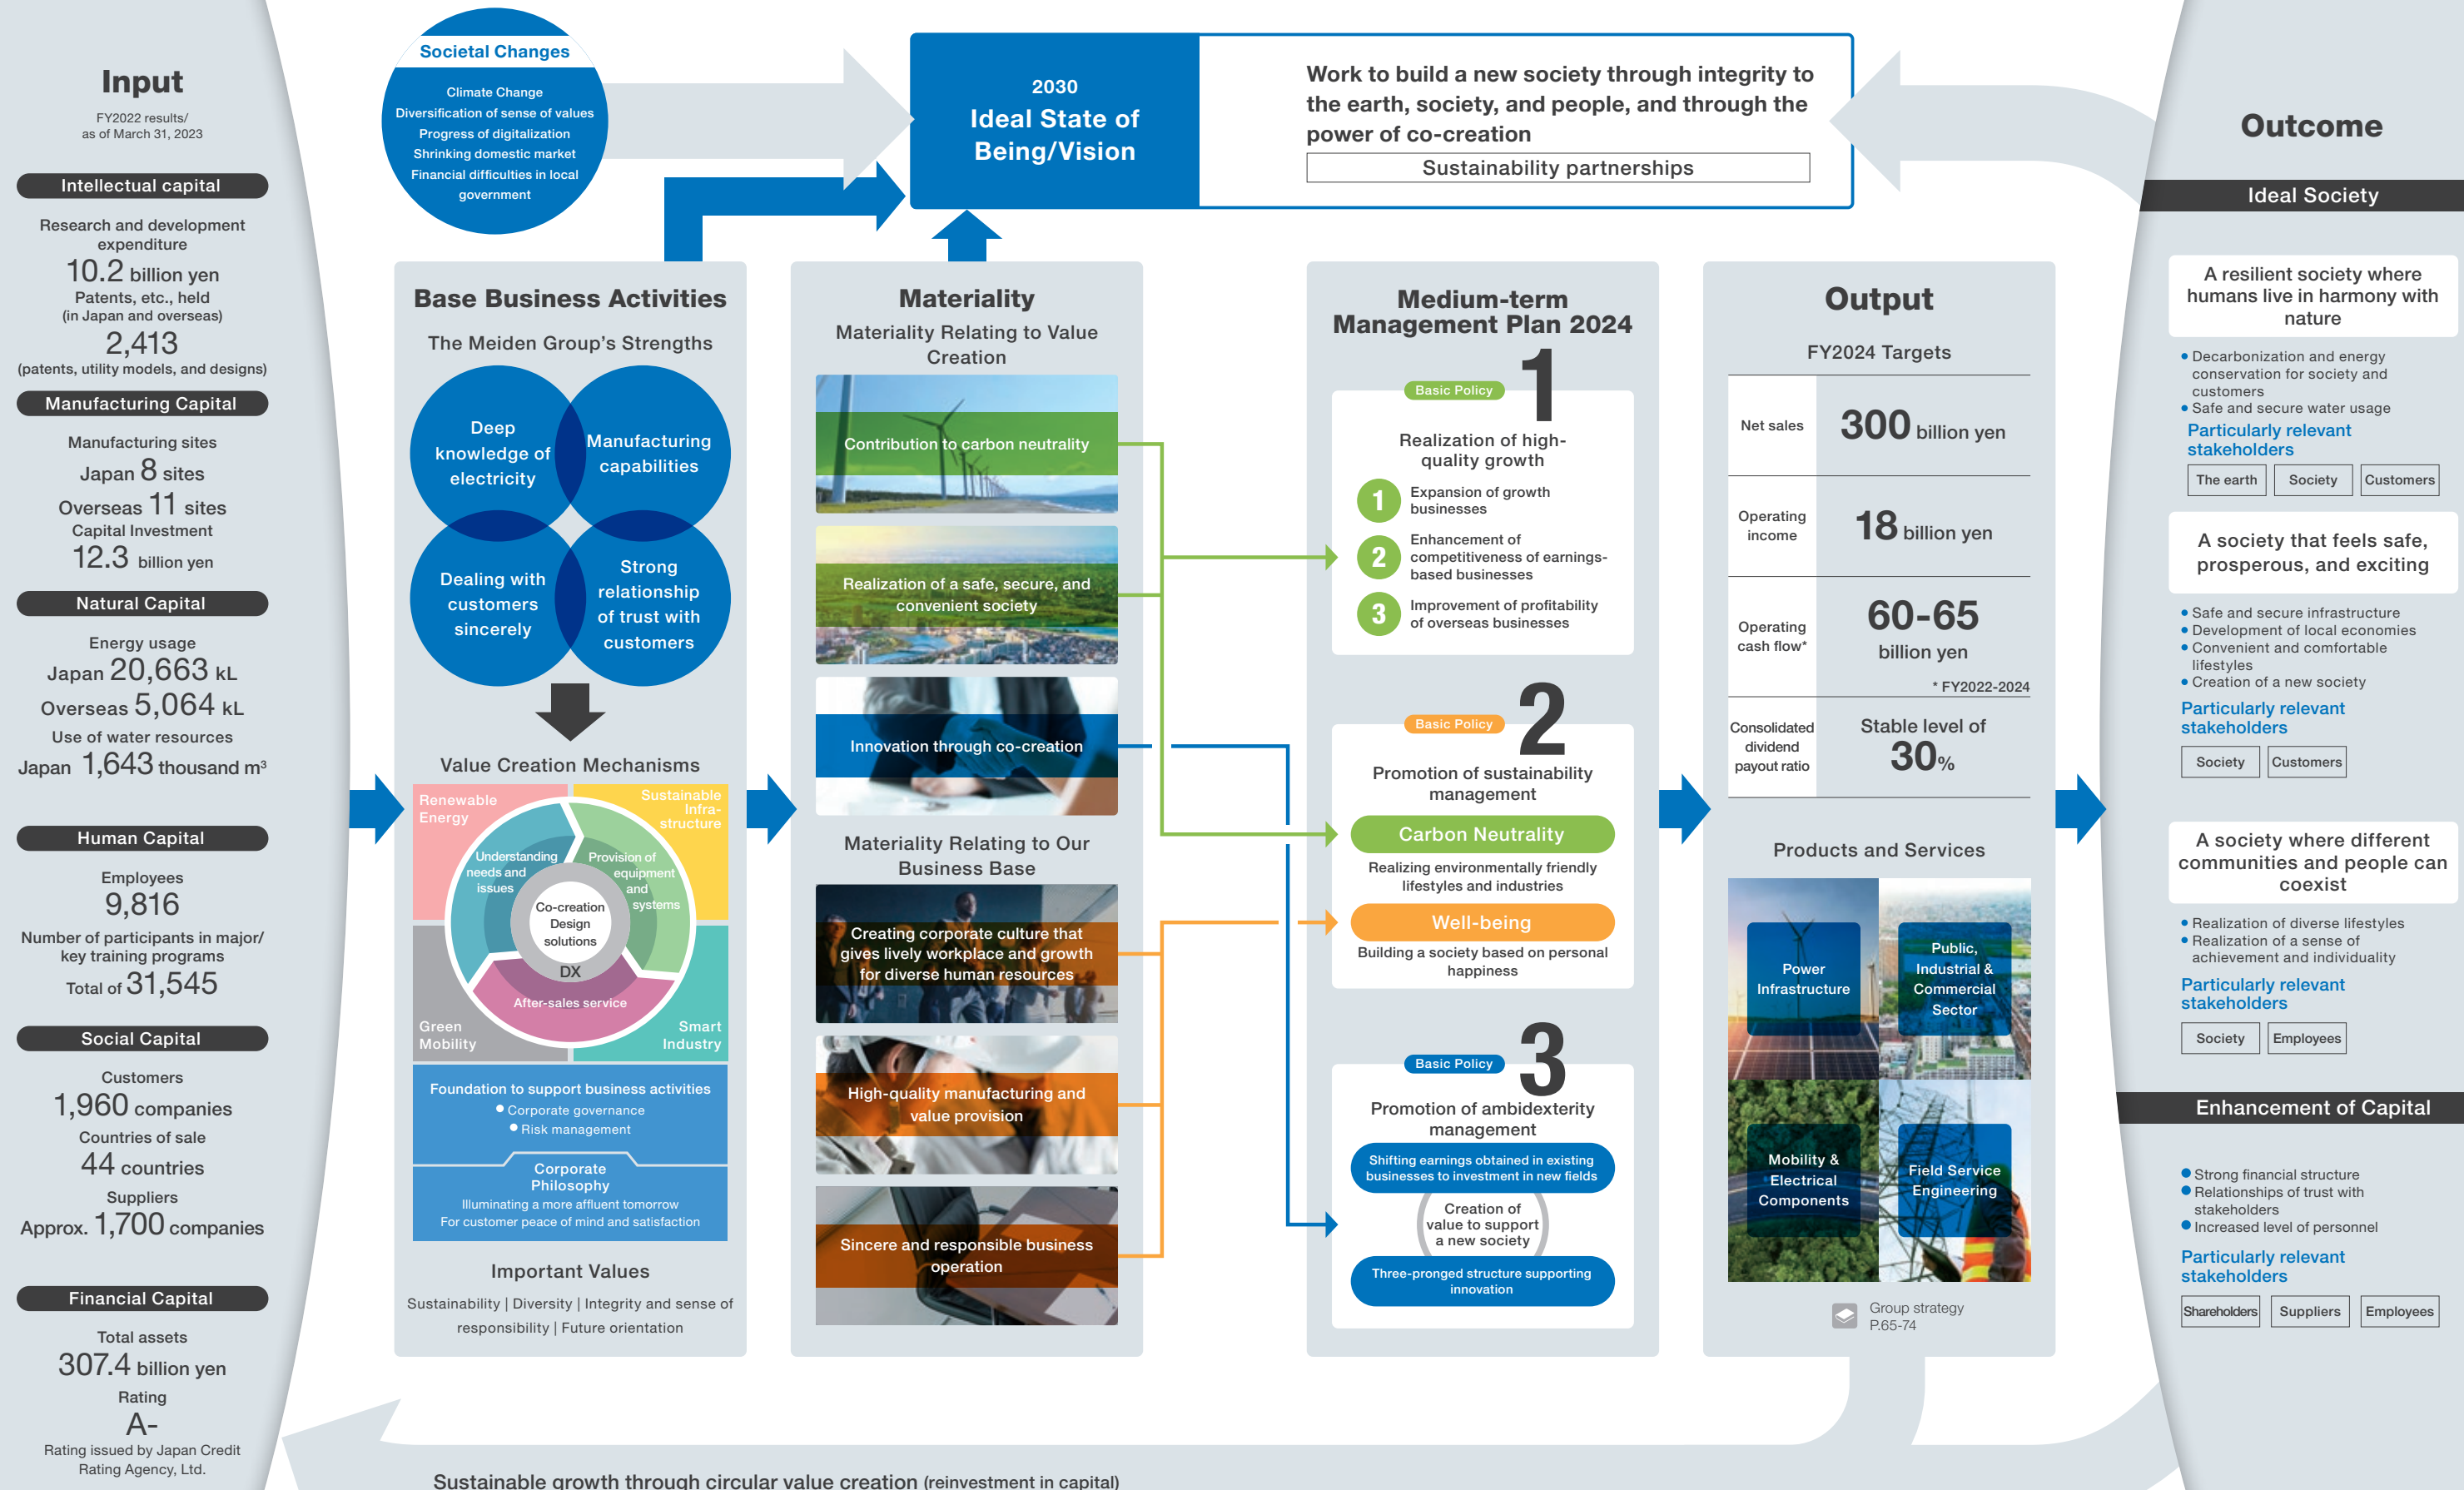 Input
FY2022 results/
as of March 31, 2023
Intellectual capital
Research and development
expenditure
10.2 billion yen
Patents, etc., held
(in Japan and overseas)
2,413
(patents, utility models, and designs)
Manufacturing Capital
Manufacturing sites
Japan 8 sites
Overseas 11 sites
Capital Investment
12.3 billion yen
Natural Capital
Energy usage
Japan 20,663 kL
Overseas 5,064 kL
Use of water resources
Japan 1,643 thousand m³
Human Capital
Employees
9,816
Number of participants in major/
key training programs
Total of 31,545
Social Capital
Customers
1,960 companies
Countries of sale
44 countries
Suppliers
Approx. 1,700 companies
Financial Capital
Total assets
307.4 billion yen
Rating
A-
Rating issued by Japan Credit
Rating Agency, Ltd.
Societal Changes
Climate Change
Diversification of sense of values
Progress of digitalization
Shrinking domestic market
Financial difficulties in local
government
2030
Ideal State of
Being/Vision
Work to build a new society through integrity to
the earth, society, and people, and through the
power of co-creation
Sustainability partnerships
Base Business Activities
The Meiden Group's Strengths
Deep
knowledge of
electricity
Manufacturing
capabilities
Dealing with
customers
sincerely
Strong
relationship
of trust with
customers
Value Creation Mechanisms
Renewable
Energy
Sustainable
Infra-
structure
Understanding
needs and
issues
Provision of
equipment
and
systems
Co-creation
Design
solutions
DX
After-sales service
Green
Mobility
Smart
Industry
Foundation to support business activities
● Corporate governance
● Risk management
Corporate
Philosophy
Illuminating a more affluent tomorrow
For customer peace of mind and satisfaction
Important Values
Sustainability | Diversity | Integrity and sense of
responsibility | Future orientation
Materiality
Materiality Relating to Value
Creation
Contribution to carbon neutrality
Realization of a safe, secure, and
convenient society
Innovation through co-creation
Materiality Relating to Our
Business Base
Creating corporate culture that
gives lively workplace and growth
for diverse human resources
High-quality manufacturing and
value provision
Sincere and responsible business
operation
Medium-term
Management Plan 2024
Basic Policy 1
Realization of high-
quality growth
1 Expansion of growth
businesses
2 Enhancement of
competitiveness of earnings-
based businesses
3 Improvement of profitability
of overseas businesses
Basic Policy 2
Promotion of sustainability
management
Carbon Neutrality
Realizing environmentally friendly
lifestyles and industries
Well-being
Building a society based on personal
happiness
Basic Policy 3
Promotion of ambidexterity
management
Shifting earnings obtained in existing
businesses to investment in new fields
Creation of
value to support
a new society
Three-pronged structure supporting
innovation
Output
FY2024 Targets
Net sales
300 billion yen
Operating
income
18 billion yen
Operating
cash flow*
60-65
billion yen
* FY2022-2024
Consolidated
dividend
payout ratio
Stable level of
30%
Products and Services
Power
Infrastructure
Public,
Industrial &
Commercial
Sector
Mobility &
Electrical
Components
Field Service
Engineering
Group strategy
P.65-74
Outcome
Ideal Society
A resilient society where
humans live in harmony with
nature
● Decarbonization and energy
conservation for society and
customers
● Safe and secure water usage
Particularly relevant
stakeholders
The earth
Society
Customers
A society that feels safe,
prosperous, and exciting
● Safe and secure infrastructure
● Development of local economies
● Convenient and comfortable
lifestyles
● Creation of a new society
Particularly relevant
stakeholders
Society
Customers
A society where different
communities and people can
coexist
● Realization of diverse lifestyles
● Realization of a sense of
achievement and individuality
Particularly relevant
stakeholders
Society
Employees
Enhancement of Capital
● Strong financial structure
● Relationships of trust with
stakeholders
● Increased level of personnel
Particularly relevant
stakeholders
Shareholders
Suppliers
Employees
Sustainable growth through circular value creation (reinvestment in capital)